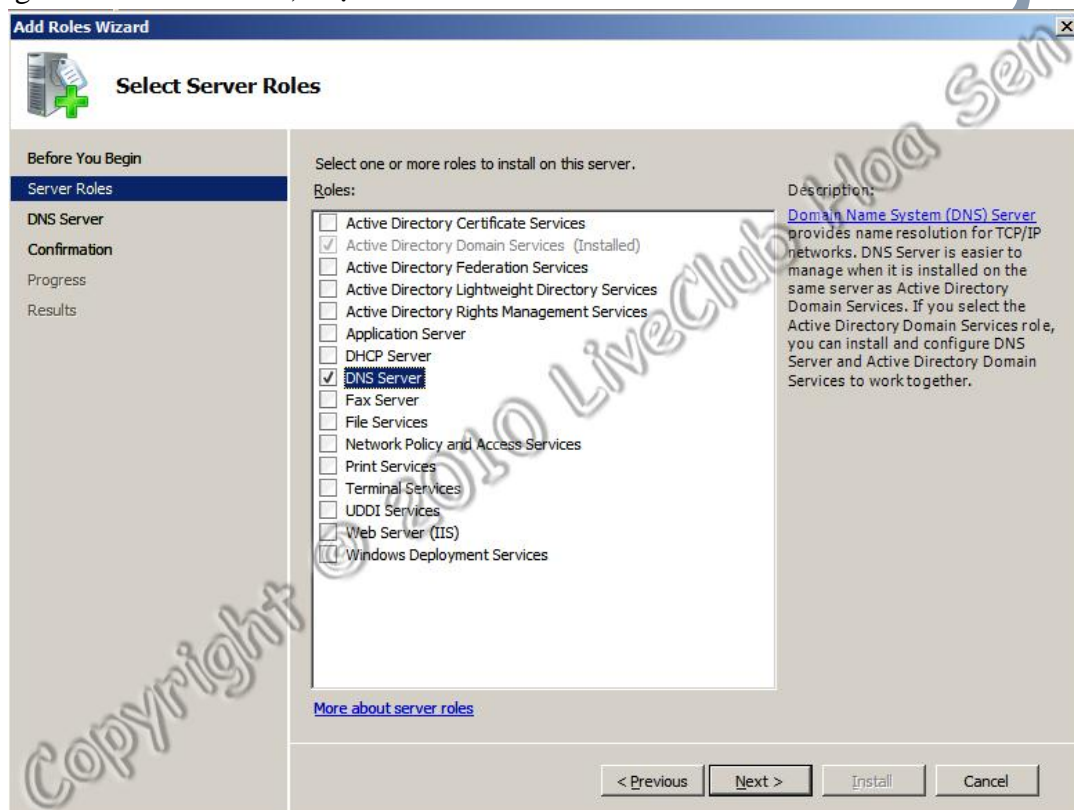 Add Roles Wizard
Select Server Roles
Before You Begin
Server Roles
DNS Server
Confirmation
Progress
Results
Select one or more roles to install on this server.
Roles:
Active Directory Certificate Services
Active Directory Domain Services (Installed)
Active Directory Federation Services
Active Directory Lightweight Directory Services
Active Directory Rights Management Services
Application Server
DHCP Server
DNS Server
Fax Server
File Services
Network Policy and Access Services
Print Services
Terminal Services
UDDI Services
Web Server (IIS)
Windows Deployment Services
More about server roles
Description:
Domain Name System (DNS) Server
provides name resolution for TCP/IP
networks. DNS Server is easier to
manage when it is installed on the
same server as Active Directory
Domain Services. If you select the
Active Directory Domain Services role,
you can install and configure DNS
Server and Active Directory Domain
Services to work together.
< Previous
Next >
Install
Cancel
Copyright © 2010 LiveClub Hoa Sen